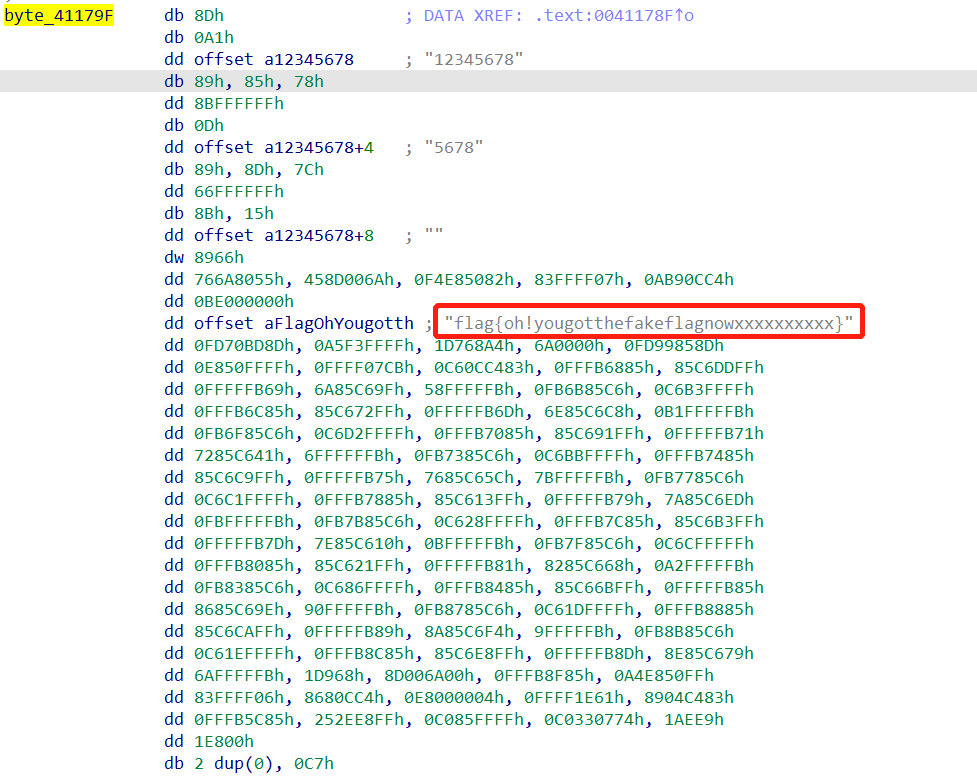 byte_41179F db 8Dh ; DATA XREF: .text:0041178F↑o
db 0A1h
dd offset a12345678 ; "12345678"
db 89h, 85h, 78h
dd 8BFFFFFFh
db 0Dh
dd offset a12345678+4 ; "5678"
db 89h, 8Dh, 7Ch
dd 66FFFFFFh
db 8Bh, 15h
dd offset a12345678+8 ; ""
dw 8966h
dd 766A8055h, 458D006Ah, 0F4E85082h, 83FFFF07h, 0AB90CC4h
dd 0BE000000h
dd offset aFlagOhYougotth ; "flag{oh!yougotthefakeflagnowxxxxxxxxxx}"
dd 0FD70BD8Dh, 0A5F3FFFFh, 1D768A4h, 6A0000h, 0FD99858Dh
dd 0E850FFFFh, 0FFFF07CBh, 0C60CC483h, 0FFFB6885h, 85C6DDFFh
dd 0FFFFFB69h, 6A85C69Fh, 58FFFFFBh, 0FB6B85C6h, 0C6B3FFFFh
dd 0FFFB6C85h, 85C672FFh, 0FFFFFB6Dh, 6E85C6C8h, 0B1FFFFFBh
dd 0FB6F85C6h, 0C6D2FFFFh, 0FFFB7085h, 85C691FFh, 0FFFFFB71h
dd 7285C641h, 6FFFFFFBh, 0FB7385C6h, 0C6BBFFFFh, 0FFFB7485h
dd 85C6C9FFh, 0FFFFFB75h, 7685C65Ch, 7BFFFFFBh, 0FB7785C6h
dd 0C6C1FFFFh, 0FFFB7885h, 85C613FFh, 0FFFFFB79h, 7A85C6EDh
dd 0FBFFFFFBh, 0FB7B85C6h, 0C628FFFFh, 0FFFB7C85h, 85C6B3FFh
dd 0FFFFFB7Dh, 7E85C610h, 0BFFFFFBh, 0FB7F85C6h, 0C6CFFFFFh
dd 0FFFB8085h, 85C621FFh, 0FFFFFB81h, 8285C668h, 0A2FFFFFBh
dd 0FB8385C6h, 0C686FFFFh, 0FFFB8485h, 85C66BFFh, 0FFFFFB85h
dd 8685C69Eh, 90FFFFFBh, 0FB8785C6h, 0C61DFFFFh, 0FFFB8885h
dd 85C6CAFFh, 0FFFFFB89h, 8A85C6F4h, 9FFFFFBh, 0FB8B85C6h
dd 0C61EFFFFh, 0FFFB8C85h, 85C6E8FFh, 0FFFFFB8Dh, 8E85C679h
dd 6AFFFFFBh, 1D968h, 8D006A00h, 0FFFB8F85h, 0A4E850FFh
dd 83FFFF06h, 8680CC4h, 0E8000004h, 0FFFF1E61h, 8904C483h
dd 0FFFB5C85h, 252EE8FFh, 0C085FFFFh, 0C0330774h, 1AEE9h
dd 1E800h
db 2 dup(0), 0C7h